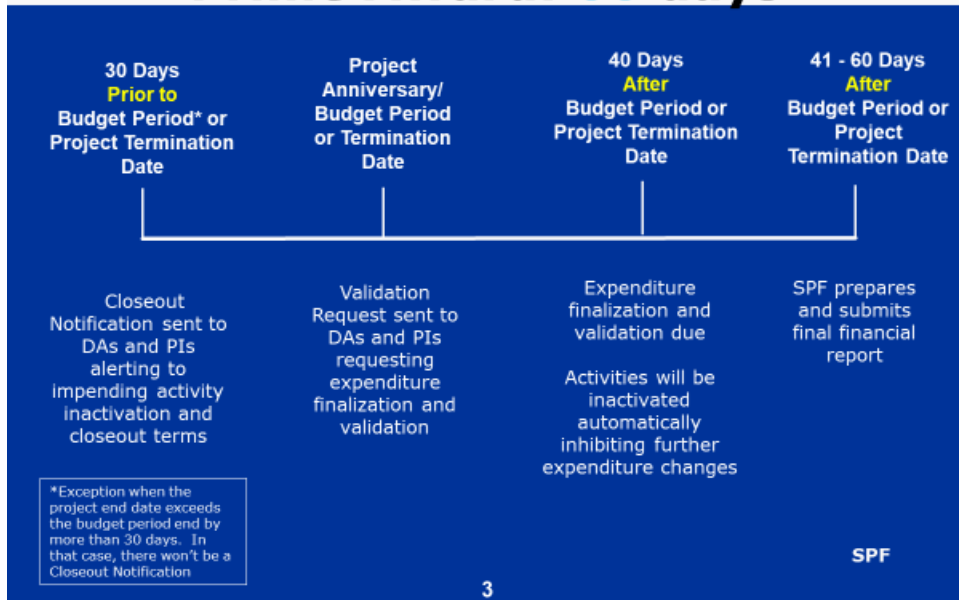 days
30 Days
Prior to
Budget Period* or
Project Termination
Date
Project
Anniversary/
Budget Period
or Termination
Date
40 Days
After
Budget Period or
Project Termination
Date
41 - 60 Days
After
Budget Period or
Project
Termination Date
Closeout
Notification sent to
DAs and PIs
alerting to
impending activity
inactivation and
closeout terms
Validation
Request sent to
DAs and PIs
requesting
expenditure
finalization and
validation
Expenditure
finalization and
validation due
Activities will be
inactivated
automatically
inhibiting further
expenditure changes
SPF prepares
and submits
final financial
report
*Exception when the
project end date exceeds
the budget period end by
more than 30 days. In
that case, there won't be a
Closeout Notification
SPF
3